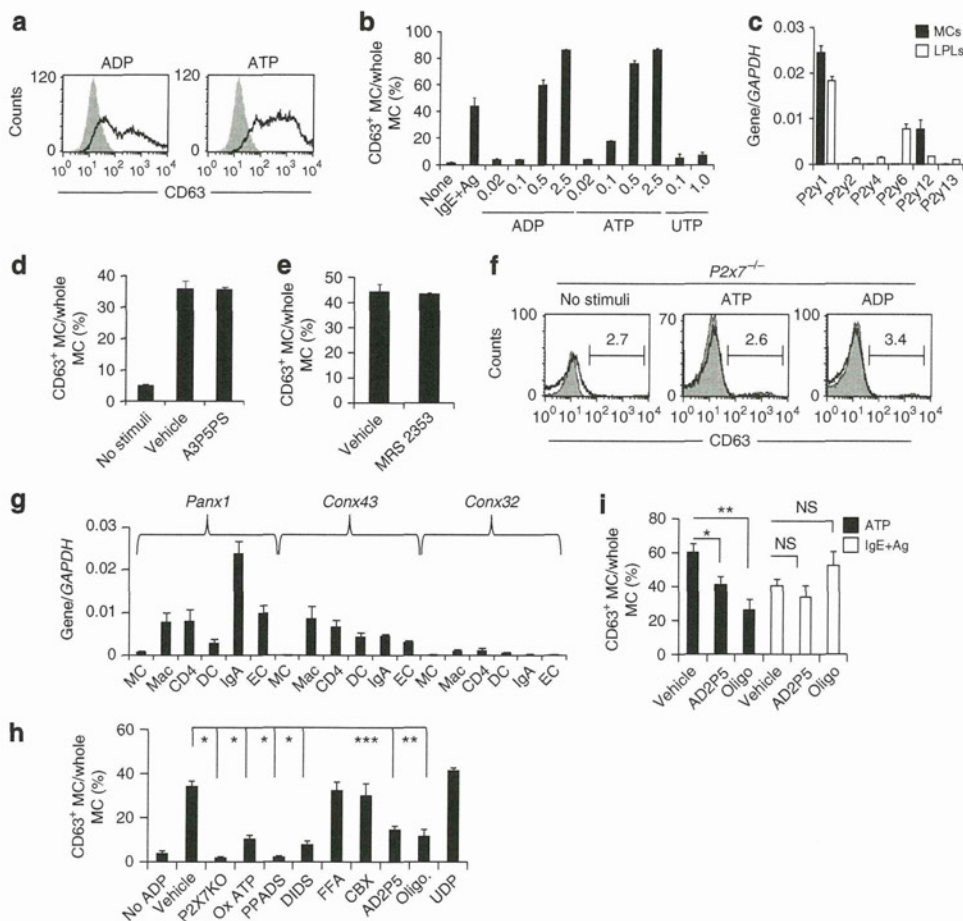 a
ADP ATP
120 120
Counts
0 0
10⁰ 10¹ 10² 10³ 10⁴ 10⁰ 10¹ 10² 10³ 10⁴
CD63
b
CD63⁺ MC/whole
MC (%)
100
80
60
40
20
0
None IgE+Ag 0.02 0.1 0.5 2.5 0.02 0.1 0.5 2.5 0.1 1.0
ADP ATP UTP
c
Gene/GAPDH
0.03
0.02
0.01
0
MCs
LPLs
P2y1 P2y2 P2y4 P2y6 P2y12 P2y13
d
CD63⁺ MC/whole
MC (%)
40
30
20
10
0
No stimuli Vehicle A3P5PS
e
CD63⁺ MC/whole
MC (%)
50
40
30
20
10
0
Vehicle MRS 2353
f
P2x7⁻/⁻
No stimuli ATP ADP
100 70 100
2.7 2.6 3.4
Counts
0 0 0
10⁰ 10¹ 10² 10³ 10⁴ 10⁰ 10¹ 10² 10³ 10⁴ 10⁰ 10¹ 10² 10³ 10⁴
CD63
g
Panx1 Conx43 Conx32
Gene/GAPDH
0.03
0.02
0.01
0
MC Mac CD4 DC IgA EC MC Mac CD4 DC IgA EC MC Mac CD4 DC IgA EC
i
CD63⁺ MC/whole
MC (%)
80
60
40
20
0
** * NS NS
ATP
IgE+Ag
Vehicle AD2P5 Oligo Vehicle AD2P5 Oligo
h
CD63⁺ MC/whole
MC (%)
60
40
20
0
* * * * *** **
No ADP Vehicle P2X7KO Ox ATP PPADS DIDS FFA CBX AD2P5 Oligo. UDP